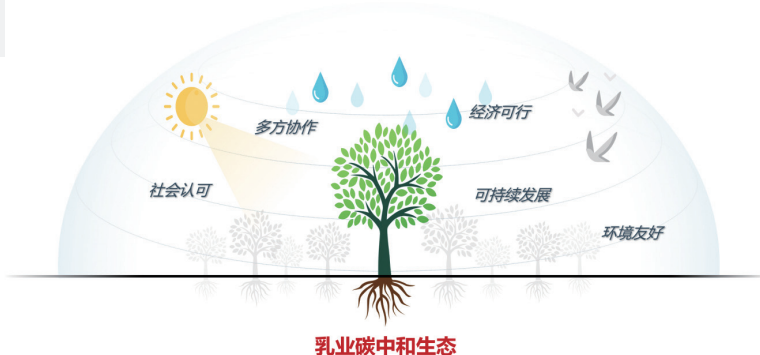 经济可行
多方协作
社会认可
可持续发展
环境友好
乳业碳中和生态